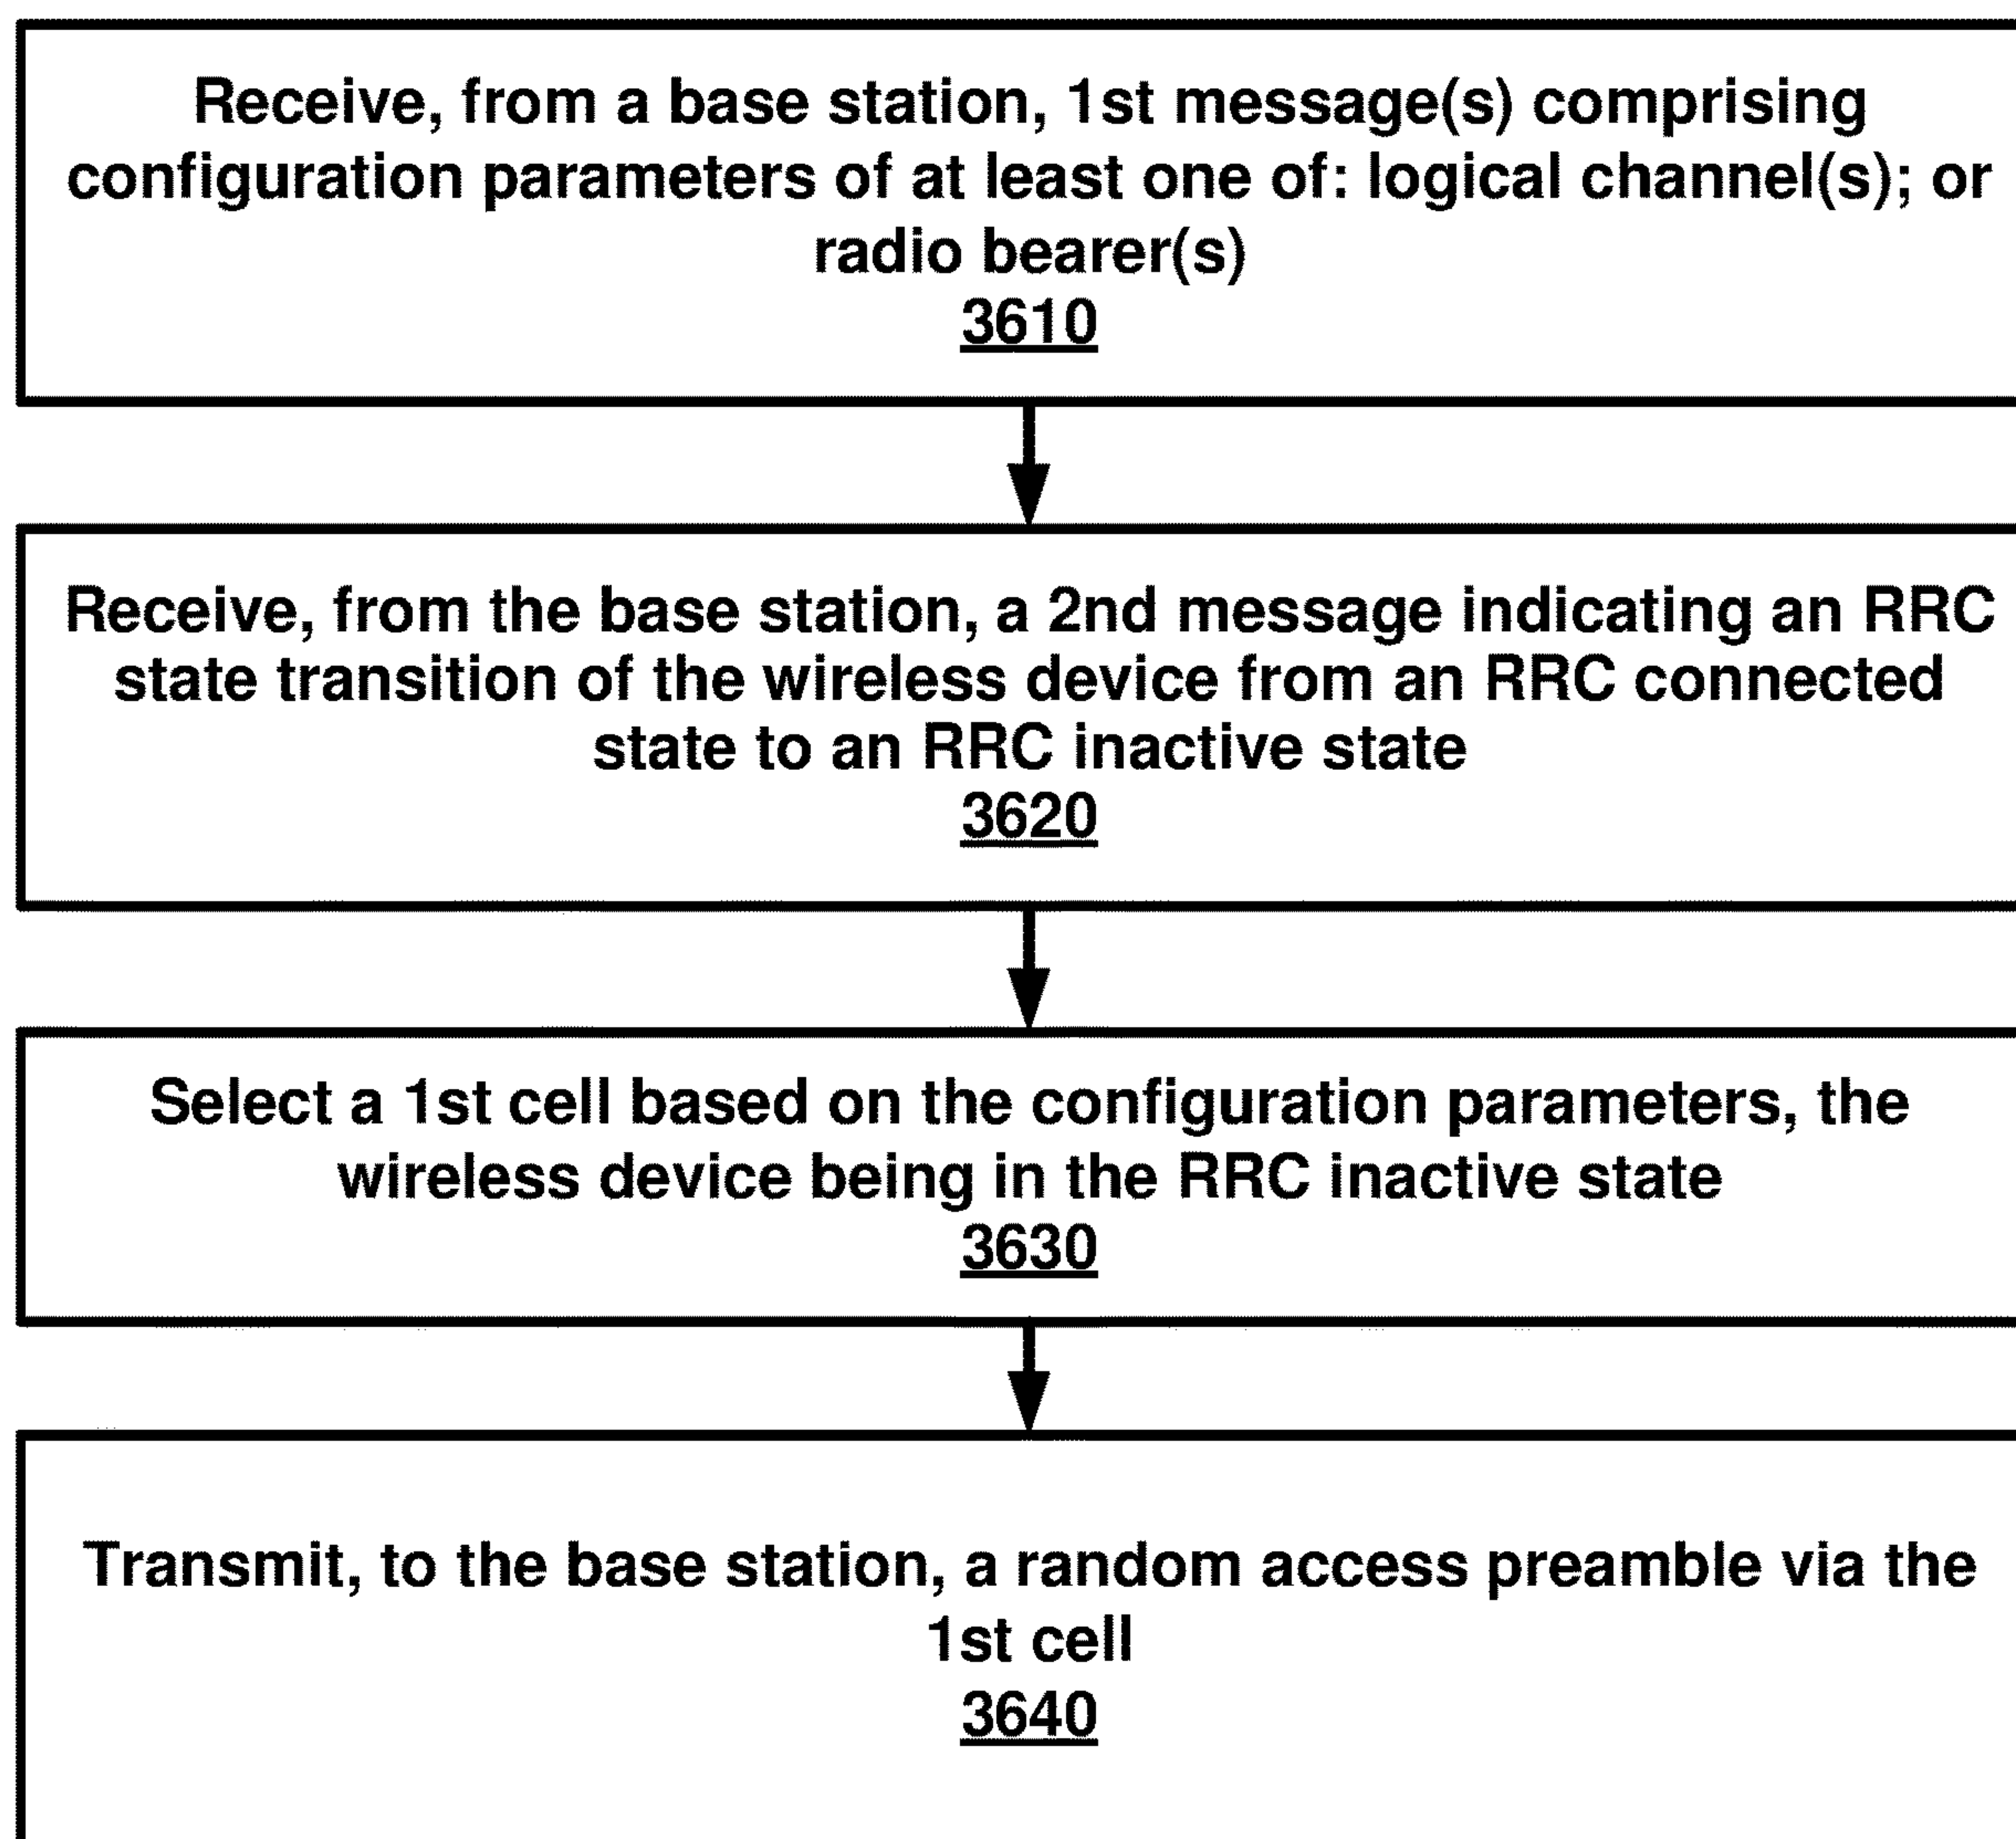 Receive, from a base station, 1st message(s) comprising
configuration parameters of at least one of: logical channel(s); or
radio bearer(s)
3610
Receive, from the base station, a 2nd message indicating an RRC
state transition of the wireless device from an RRC connected
state to an RRC inactive state
3620
Select a 1st cell based on the configuration parameters, the
wireless device being in the RRC inactive state
3630
Transmit, to the base station, a random access preamble via the
1st cell
3640